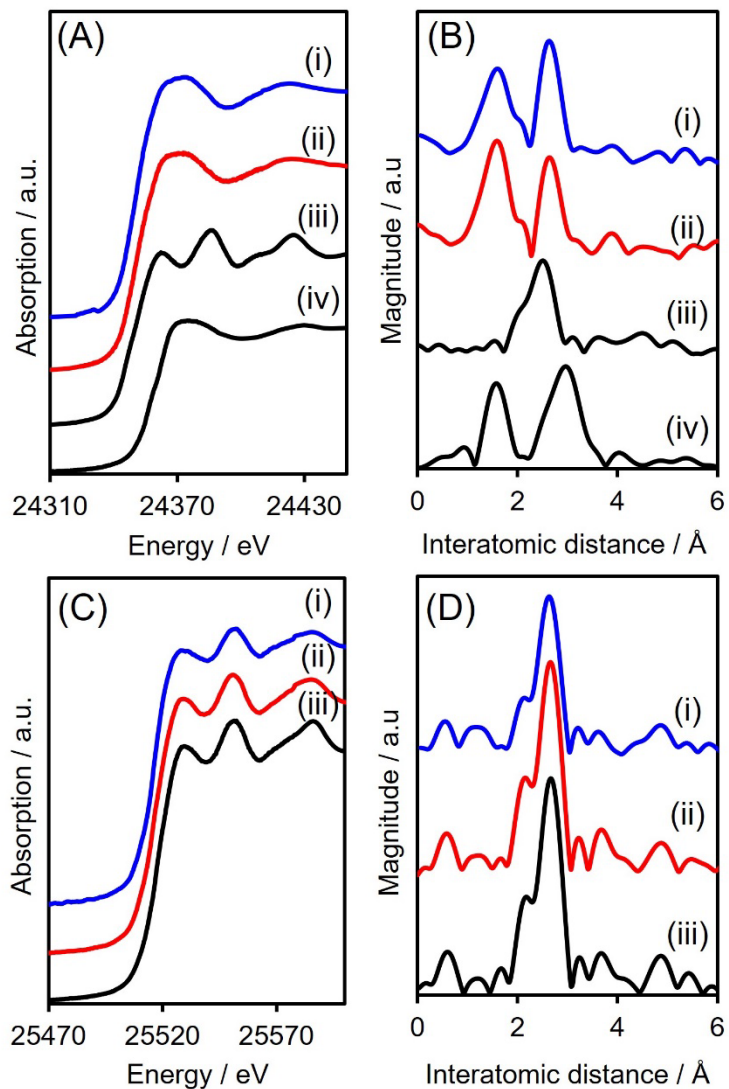 (A)
(i)
(ii)
(iii)
(iv)
Absorption / a.u.
24310 24370 24430
Energy / eV
(B)
(i)
(ii)
(iii)
(iv)
Magnitude / a.u
0 2 4 6
Interatomic distance / Å
(C)
(i)
(ii)
(iii)
Absorption / a.u.
25470 25520 25570
Energy / eV
(D)
(i)
(ii)
(iii)
Magnitude / a.u
0 2 4 6
Interatomic distance / Å